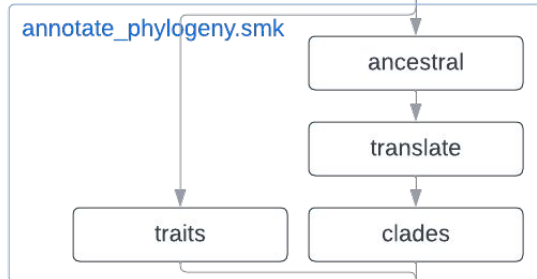 annotate_phylogeny.smk
ancestral
translate
traits
clades